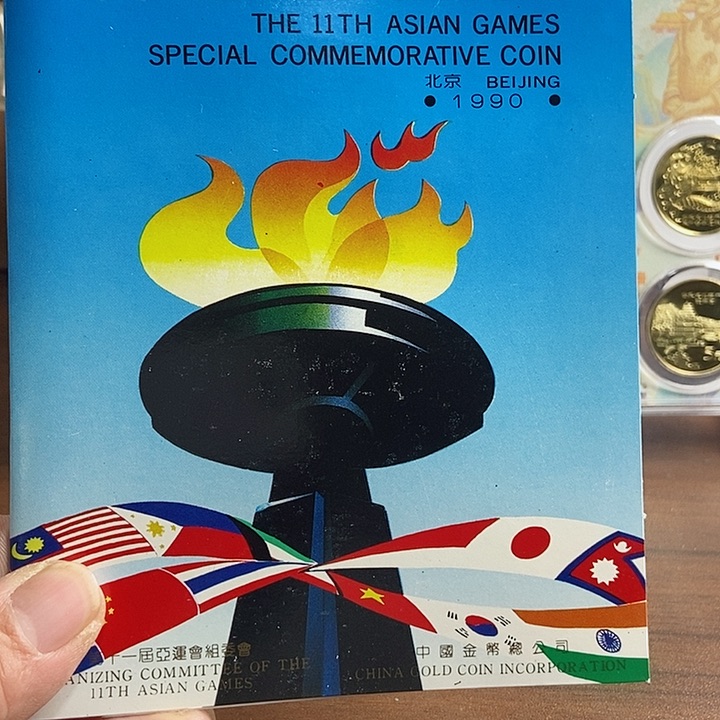 THE 11TH ASIAN GAMES
SPECIAL COMMEMORATIVE COIN
北京 BEIJING
● 1990 ●
十一屆亞運會組委會
ANIZING COMMITTEE OF THE
11TH ASIAN GAMES
中國金幣總公司
CHINA GOLD COIN INCORPORATION